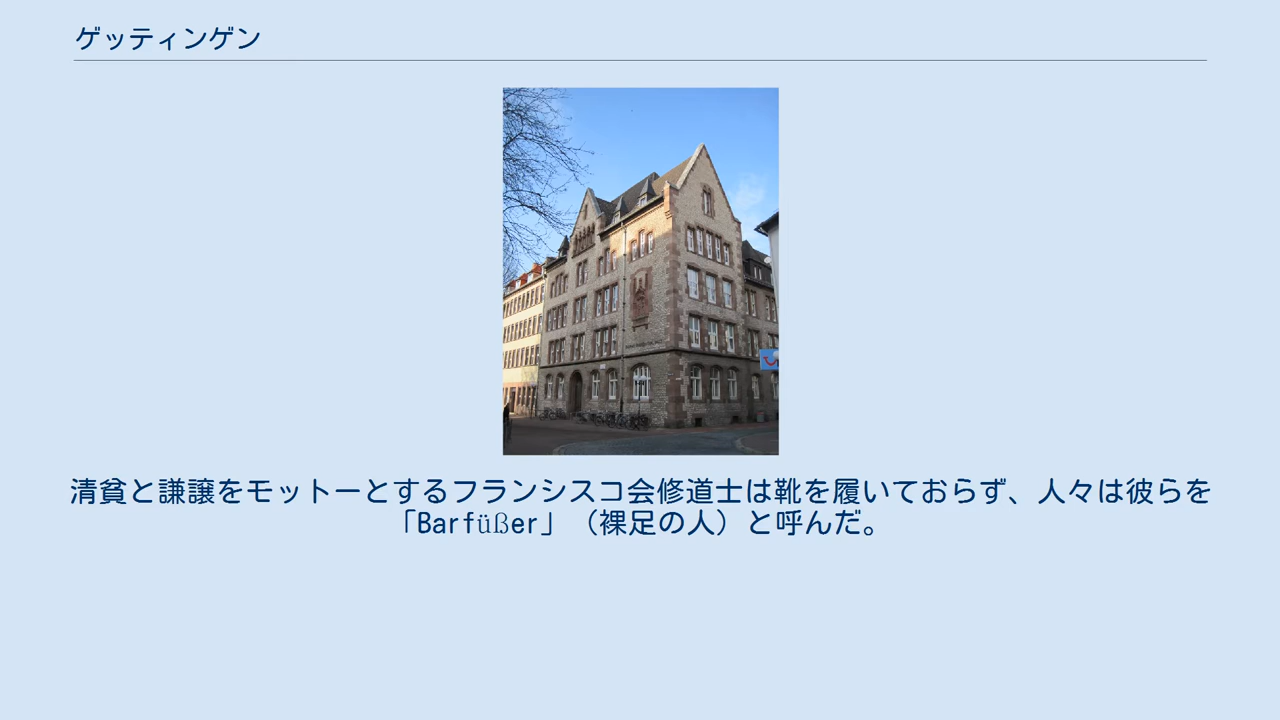 ゲッティンゲン
清貧と謙譲をモットーとするフランシスコ会修道士は靴を履いておらず、人々は彼らを
「Barfüßer」（裸足の人）と呼んだ。